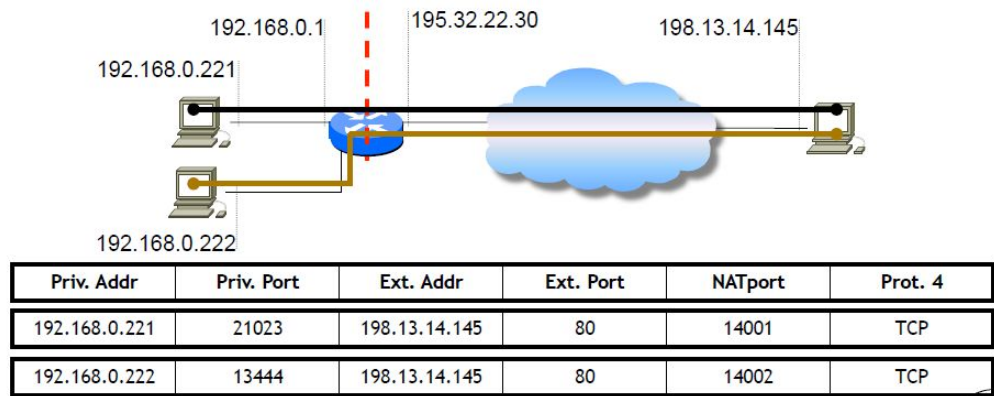 192.168.0.1
195.32.22.30
198.13.14.145
192.168.0.221
192.168.0.222
Priv. Addr Priv. Port Ext. Addr Ext. Port NATport Prot. 4
192.168.0.221 21023 198.13.14.145 80 14001 TCP
192.168.0.222 13444 198.13.14.145 80 14002 TCP